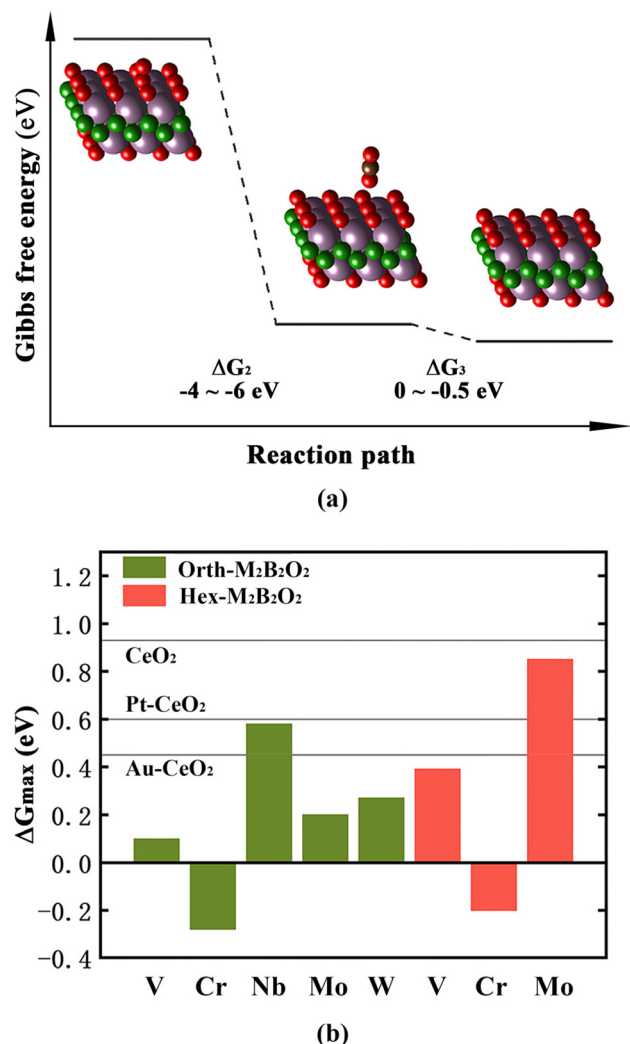 Gibbs free energy (eV)
ΔG₂
-4 ~ -6 eV
ΔG₃
0 ~ -0.5 eV
Reaction path
(a)
Orth-M₂B₂O₂
Hex-M₂B₂O₂
CeO₂
Pt-CeO₂
Au-CeO₂
ΔGmax (eV)
1.2
1.0
0.8
0.6
0.4
0.2
0.0
-0.2
-0.4
V Cr Nb Mo W V Cr Mo
(b)